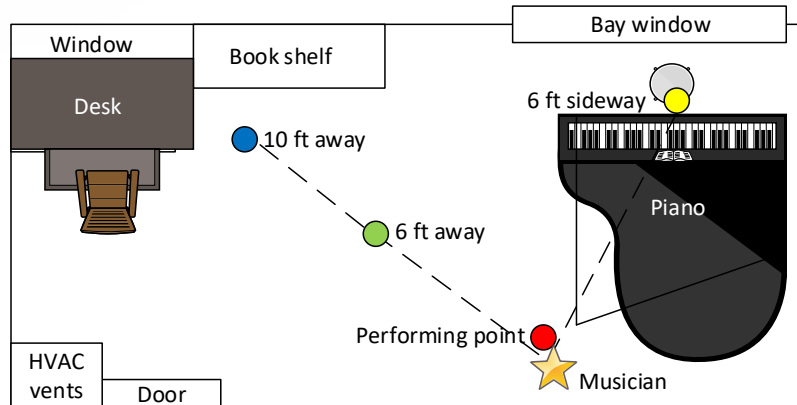 Bay window
Window
Book shelf
Desk
6 ft sideway
10 ft away
Piano
6 ft away
Performing point
HVAC
vents
Musician
Door